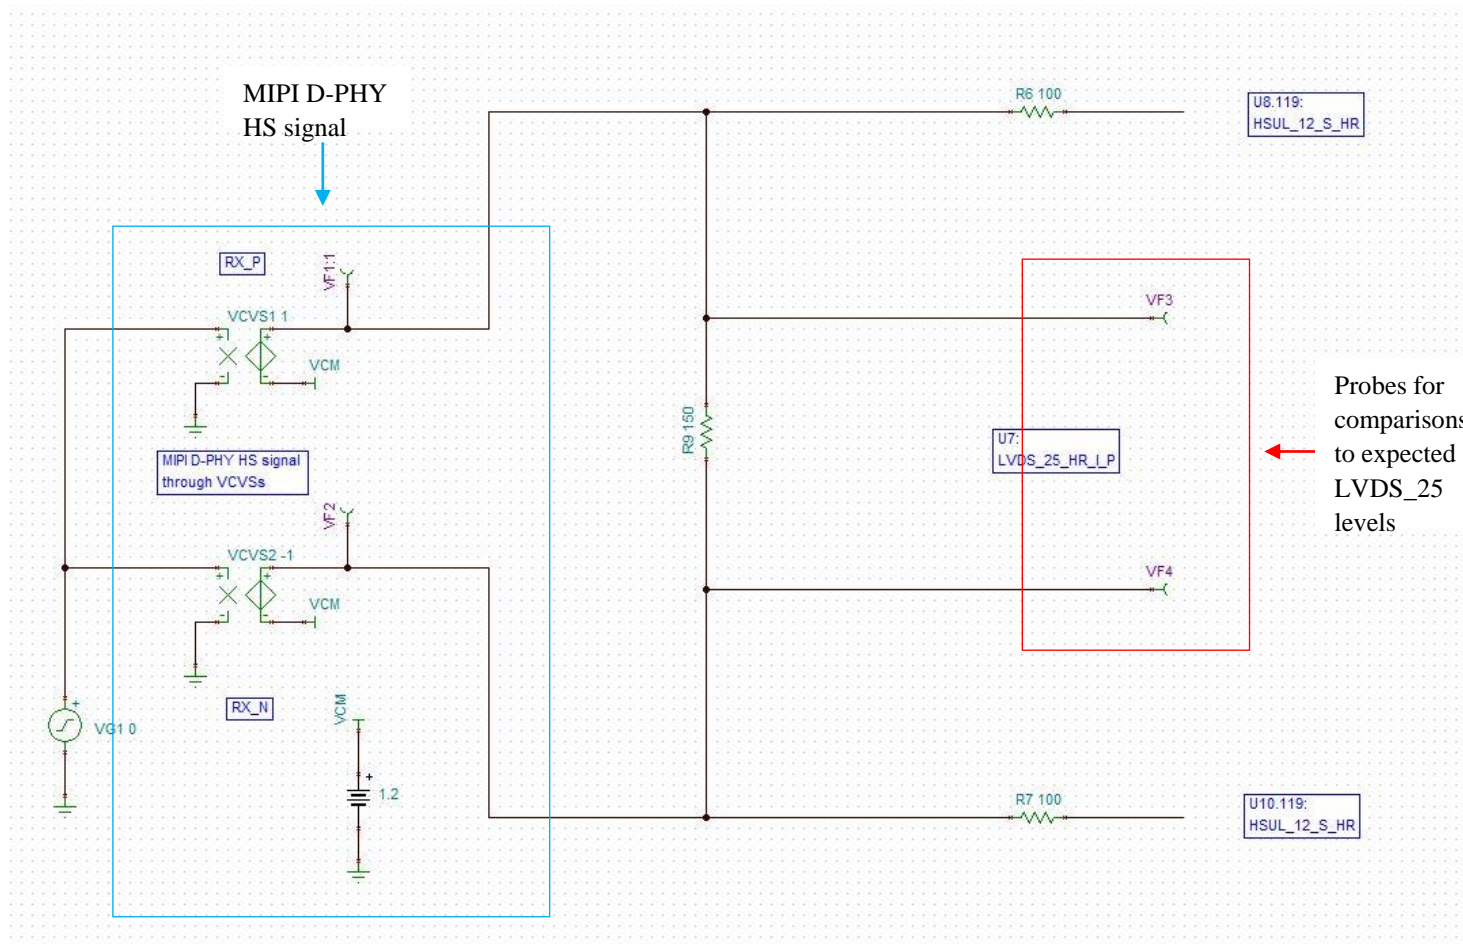 MIPI D-PHY
HS signal
R6 100
U8.119:
HSUL_12_S_HR
RX_P
VF1:1
VCVS1 1
+
+
-
-
VCM
VF3
Probes for
comparisons
to expected
LVDS_25
levels
R9 150
U7:
LVDS_25_HR_I_P
MIPI D-PHY HS signal
through VCVSs
VF2
VCVS2 -1
+
+
-
-
VCM
VF4
RX_N
VCM
+
VG1 0
+
1.2
R7 100
U10.119:
HSUL_12_S_HR